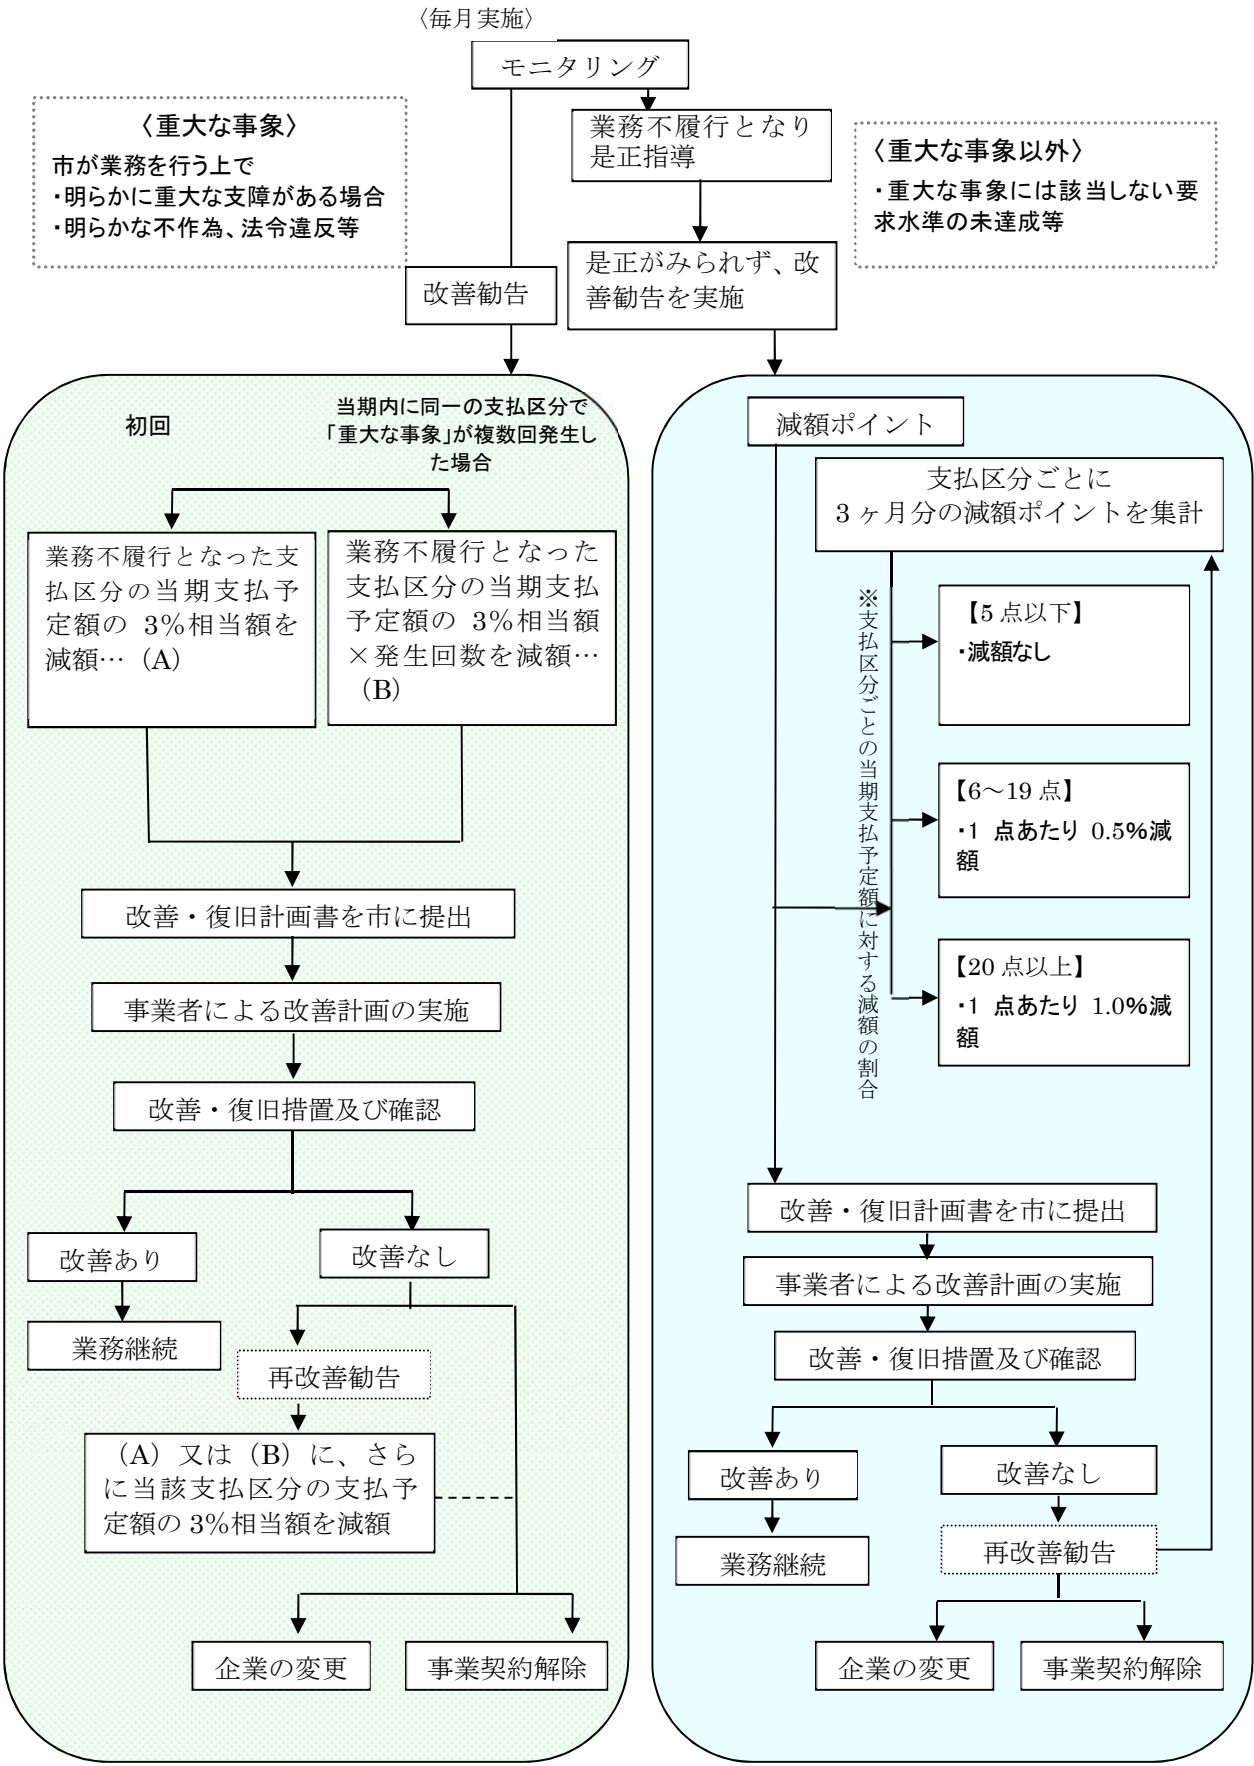 〈毎月実施〉
モニタリング
〈重大な事象〉
市が業務を行う上で
・明らかに重大な支障がある場合
・明らかな不作為、法令違反等
業務不履行となり
是正指導
〈重大な事象以外〉
・重大な事象には該当しない要
求水準の未達成等
改善勧告
是正がみられず、改
善勧告を実施
初回
当期内に同一の支払区分で
「重大な事象」が複数回発生し
た場合
業務不履行となった支
払区分の当期支払予
定額の 3%相当額を
減額…（A）
業務不履行となった
支払区分の当期支払
予定額の 3%相当額
×発生回数を減額…
（B）
改善・復旧計画書を市に提出
事業者による改善計画の実施
改善・復旧措置及び確認
改善あり
改善なし
業務継続
再改善勧告
（A）又は（B）に、さら
に当該支払区分の支払予
定額の 3%相当額を減額
企業の変更
事業契約解除
減額ポイント
支払区分ごとに
3 ヶ月分の減額ポイントを集計
※支払区分ごとの当期支払予定額に対する減額の割合
【5 点以下】
・減額なし
【6～19 点】
・1 点あたり 0.5%減
額
【20 点以上】
・1 点あたり 1.0%減
額
改善・復旧計画書を市に提出
事業者による改善計画の実施
改善・復旧措置及び確認
改善あり
改善なし
業務継続
再改善勧告
企業の変更
事業契約解除